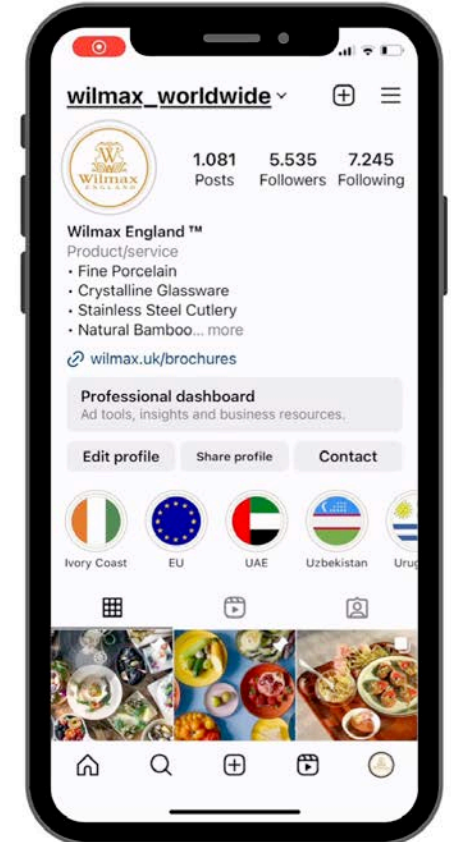 wilmax_worldwide
W
Wilmax
ENGLAND
1.081 5.535 7.245
Posts Followers Following
Wilmax England ™
Product/service
• Fine Porcelain
• Crystalline Glassware
• Stainless Steel Cutlery
• Natural Bamboo... more
wilmax.uk/brochures
Professional dashboard
Ad tools, insights and business resources.
Edit profile Share profile Contact
Ivory Coast EU UAE Uzbekistan Urug